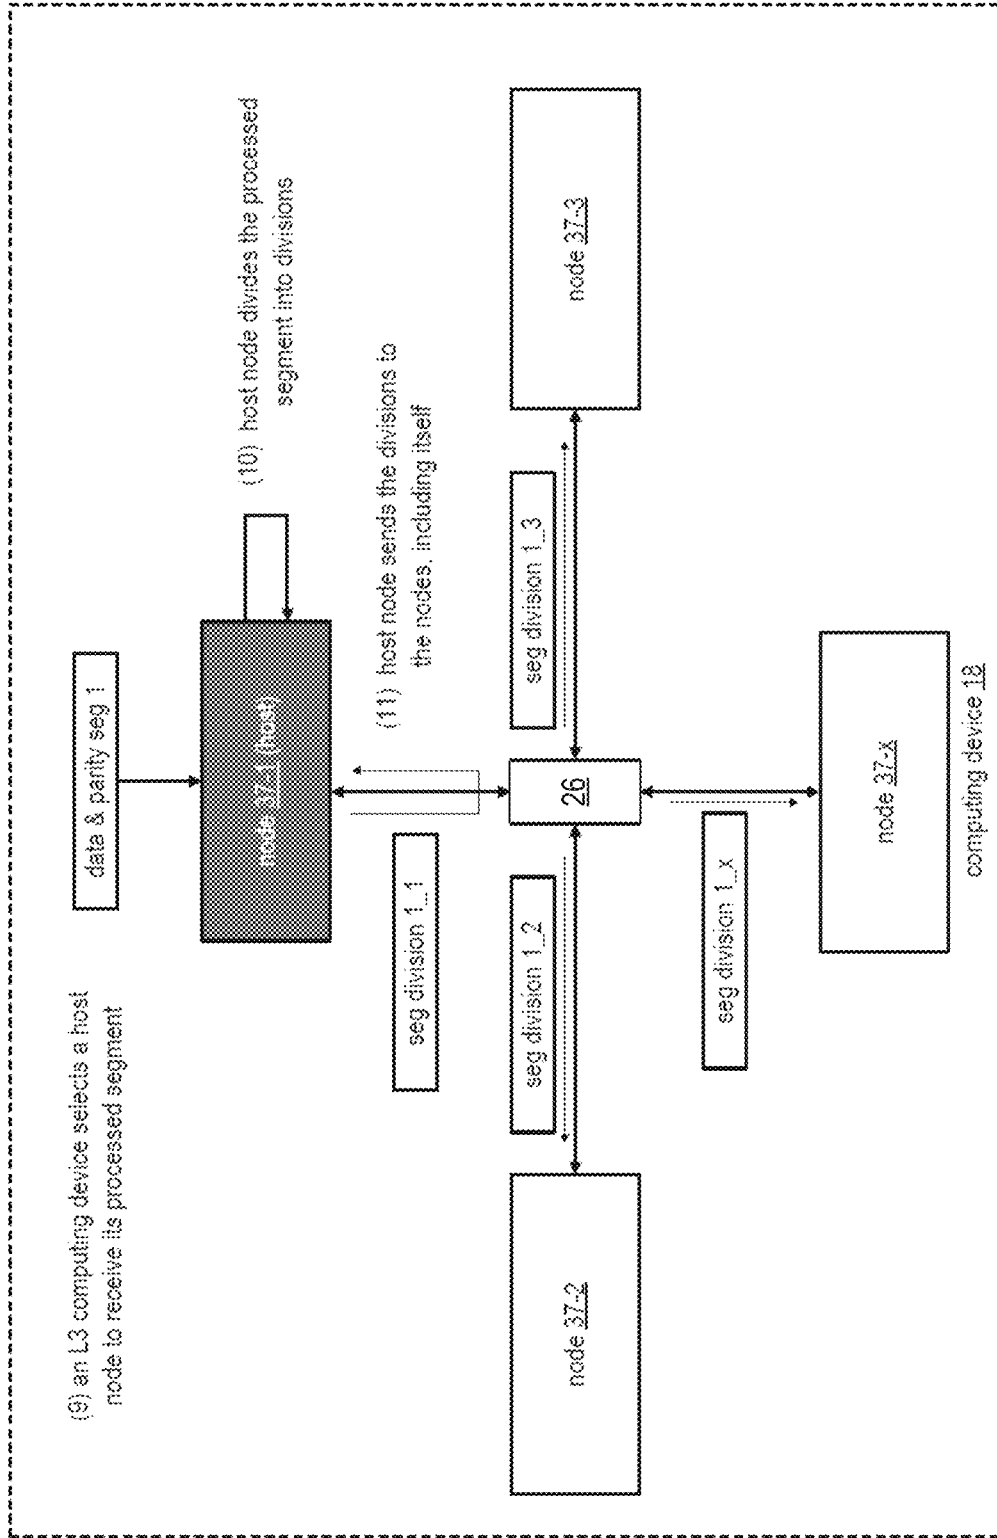 (9) an L3 computing device selects a host
node to receive its processed segment
data & parity seg 1
node 37-1 (host)
(10) host node divides the processed
segment into divisions
(11) host node sends the divisions to
the nodes, including itself
seg division 1_1
seg division 1_2
seg division 1_3
node 37-2
26
node 37-3
seg division 1_x
node 37-x
computing device 18